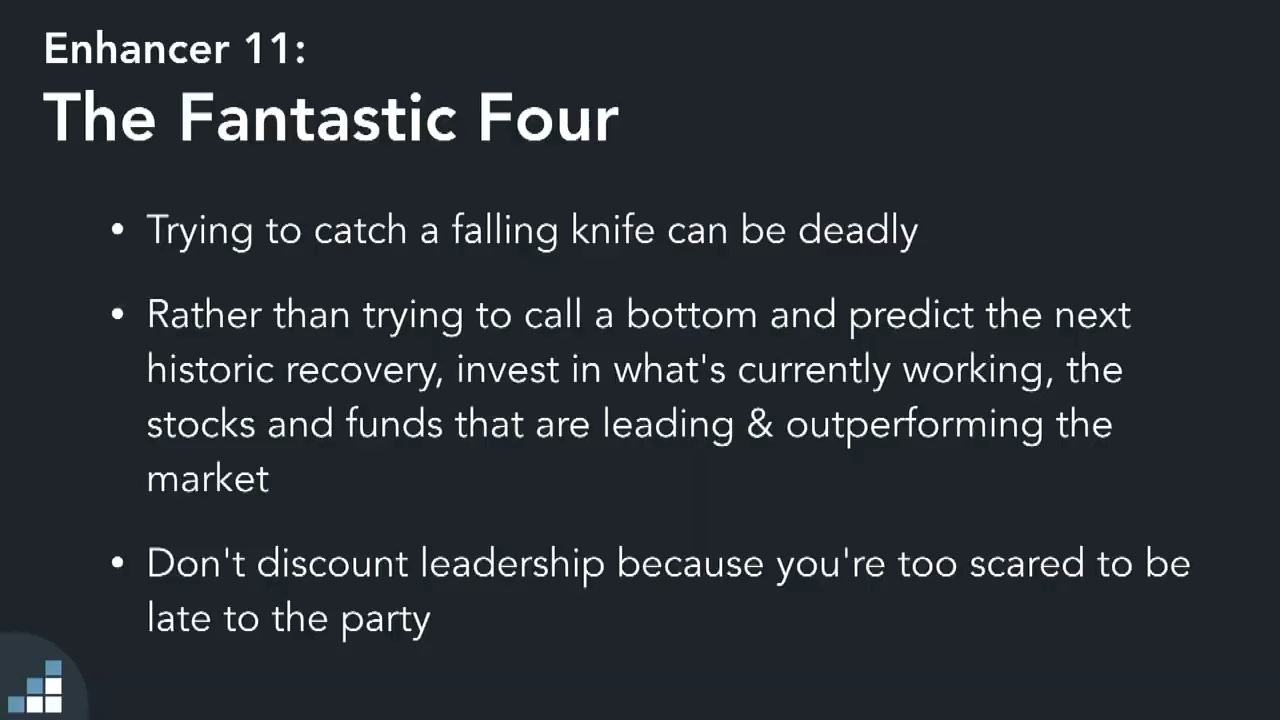 Enhancer 11:
The Fantastic Four
• Trying to catch a falling knife can be deadly
• Rather than trying to call a bottom and predict the next
historic recovery, invest in what's currently working, the
stocks and funds that are leading & outperforming the
market
• Don't discount leadership because you're too scared to be
late to the party